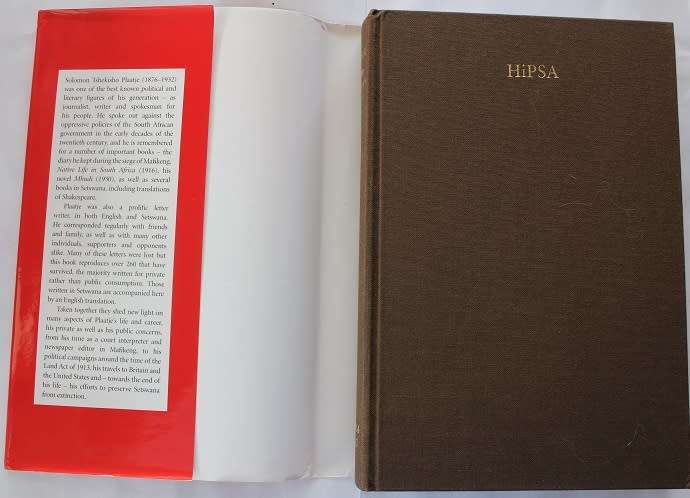 Solomon Tshekisho Plaatje (1876–1932)
was one of the best known political and
literary figures of his generation – as
journalist, writer and spokesman for
his people. He spoke out against the
oppressive policies of the South African
government in the early decades of the
twentieth century, and he is remembered
for a number of important books – the
diary he kept during the siege of Mafikeng,
Native Life in South Africa (1916), his
novel Mhudi (1930), as well as several
books in Setswana, including translations
of Shakespeare.
Plaatje was also a prolific letter
writer, in both English and Setswana.
He corresponded regularly with friends
and family, as well as with many other
individuals, supporters and opponents
alike. Many of these letters were lost but
this book reproduces over 260 that have
survived, the majority written for private
rather than public consumption. Those
written in Setswana are accompanied here
by an English translation.
Taken together they shed new light on
many aspects of Plaatje's life and career,
his private as well as his public concerns,
from his time as a court interpreter and
newspaper editor in Mafikeng, to his
political campaigns around the time of the
Land Act of 1913, his travels to Britain and
the United States and – towards the end of
his life – his efforts to preserve Setswana
from extinction.
HiPSA